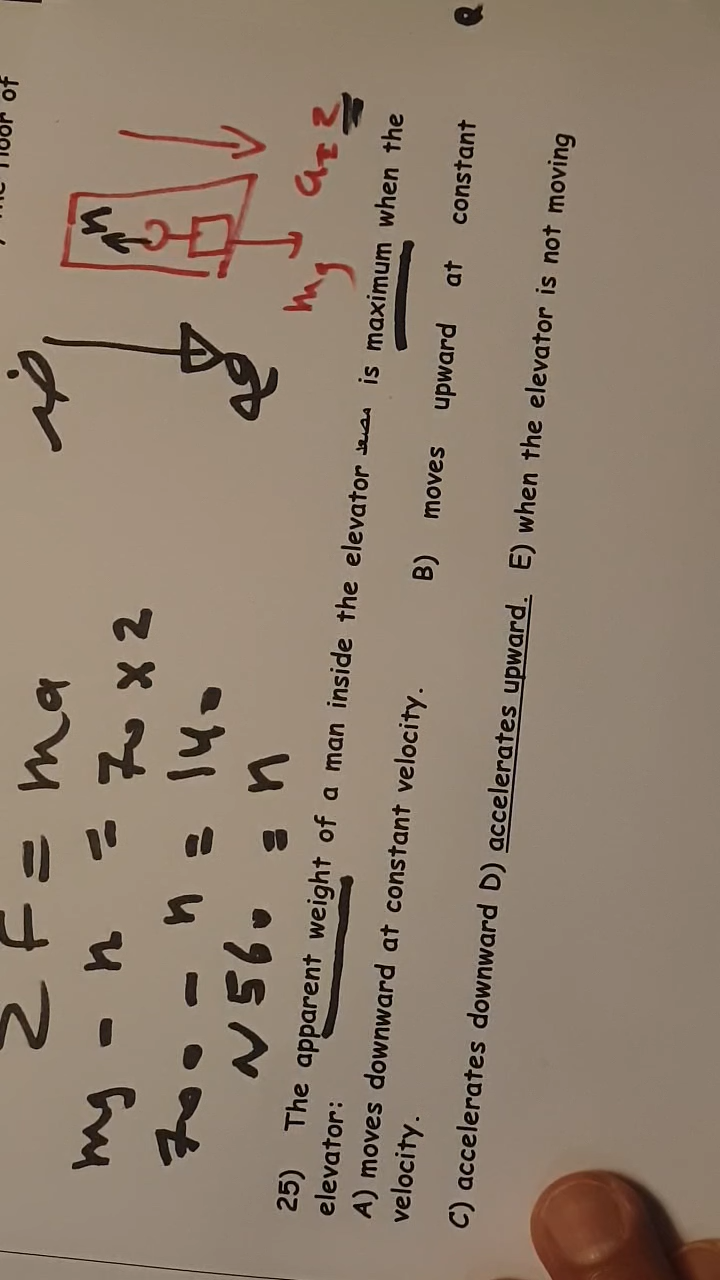 Σ F = ma
mg - n = 70 x 2
700 - n = 140
N 560 = n
n
mg
a = 2
25) The apparent weight of a man inside the elevator is maximum when the
elevator:
A) moves downward at constant velocity. B) moves upward at constant
velocity.
C) accelerates downward D) accelerates upward. E) when the elevator is not moving